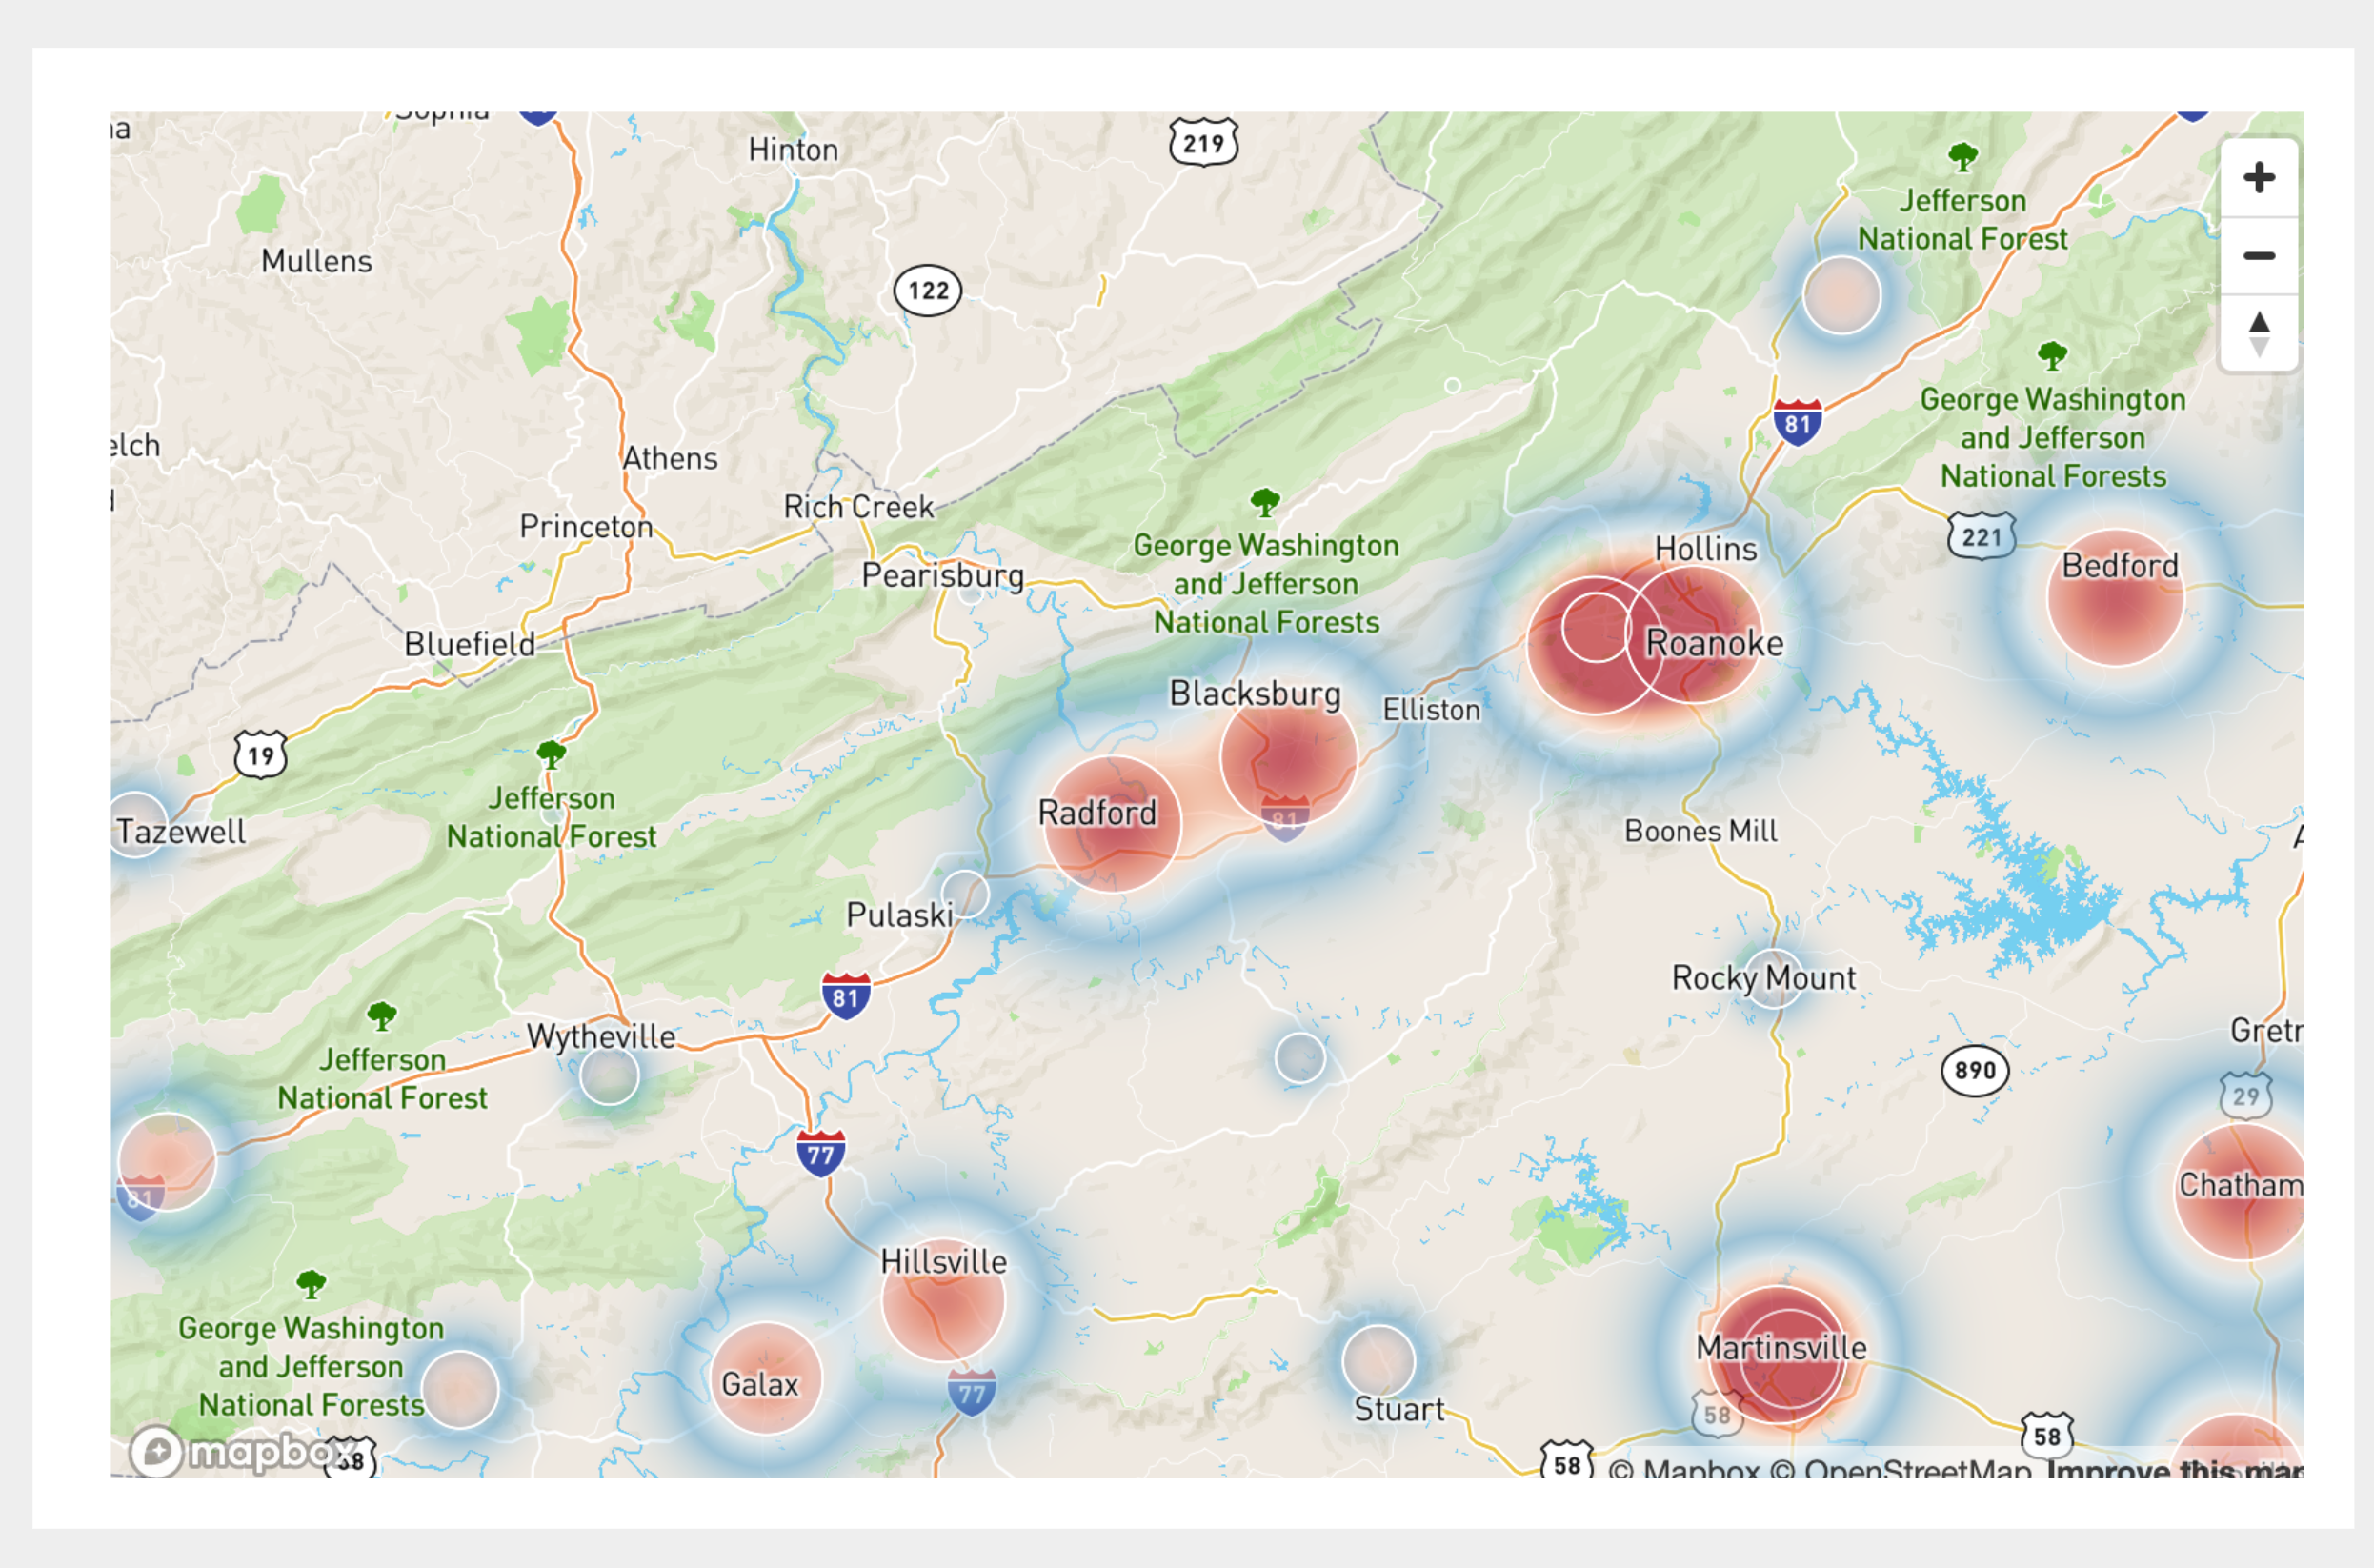 Sophia
219
Hinton
Jefferson
National Forest
Mullens
122
81
George Washington
and Jefferson
National Forests
Athens
Rich Creek
Princeton
221
Hollins
Bedford
George Washington
and Jefferson
National Forests
Pearisburg
Bluefield
Roanoke
Blacksburg
Elliston
19
Jefferson
National Forest
Radford
81
Tazewell
Boones Mill
Pulaski
Rocky Mount
81
Wytheville
Jefferson
National Forest
890
29
77
81
Chatham
Hillsville
George Washington
and Jefferson
National Forests
Galax
77
Martinsville
Stuart
58
58
58
58
mapbox
© Mapbox © OpenStreetMap Improve this map